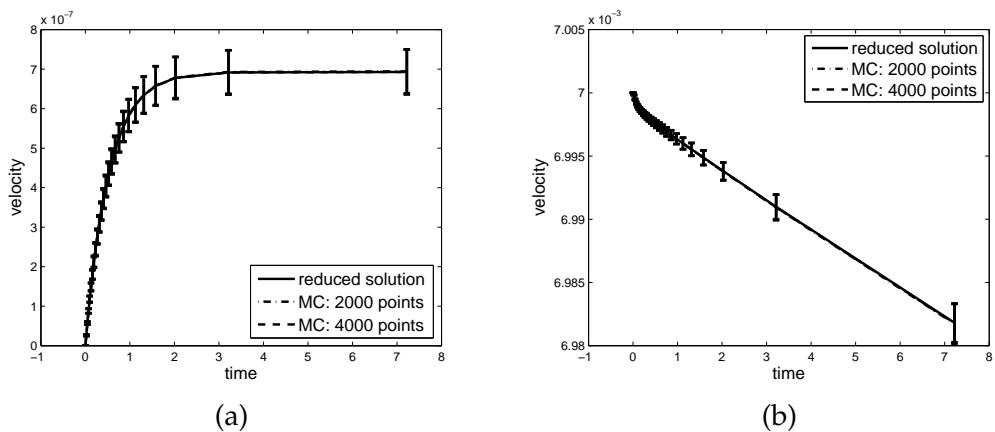 x 10⁻⁷
8
7
6
5
4
3
2
1
0
velocity
−1 0 1 2 3 4 5 6 7 8
time
reduced solution
MC: 2000 points
MC: 4000 points
(a)
x 10⁻³
7.005
7
6.995
6.99
6.985
6.98
velocity
−1 0 1 2 3 4 5 6 7 8
time
reduced solution
MC: 2000 points
MC: 4000 points
(b)